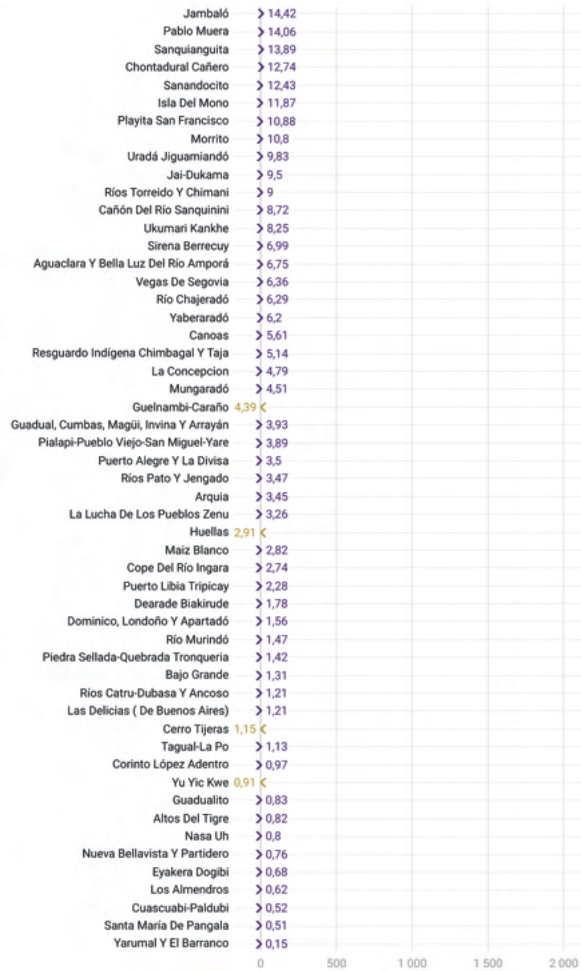 Jambaló 14,42
Pablo Muera 14,06
Sanquianguita 13,89
Chontadural Cañero 12,74
Sanandocito 12,43
Isla Del Mono 11,87
Playita San Francisco 10,88
Morrito 10,8
Uradá Jiguamiandó 9,83
Jai-Dukama 9,5
Ríos Torreido Y Chimani 9
Cañón Del Río Sanquinini 8,72
Ukumari Kankhe 8,25
Sirena Berrecuy 6,99
Aguaclara Y Bella Luz Del Río Amporá 6,75
Vegas De Segovia 6,36
Río Chajeradó 6,29
Yaberaradó 6,2
Canoas 5,61
Resguardo Indígena Chimbagal Y Taja 5,14
La Concepcion 4,79
Mungaradó 4,51
Guelnambi-Caraño 4,39
Guadual, Cumbas, Magüi, Invina Y Arrayán 3,93
Pialapi-Pueblo Viejo-San Miguel-Yare 3,89
Puerto Alegre Y La Divisa 3,5
Ríos Pato Y Jengado 3,47
Arquia 3,45
La Lucha De Los Pueblos Zenu 3,26
Huellas 2,91
Maiz Blanco 2,82
Cope Del Río Ingara 2,74
Puerto Libia Tripicay 2,28
Dearade Biakirude 1,78
Dominico, Londoño Y Apartadó 1,56
Río Murindó 1,47
Piedra Sellada-Quebrada Tronqueria 1,42
Bajo Grande 1,31
Ríos Catru-Dubasa Y Ancoso 1,21
Las Delicias ( De Buenos Aires) 1,21
Cerro Tijeras 1,15
Tagual-La Po 1,13
Corinto López Adentro 0,97
Yu Yic Kwe 0,91
Guadualito 0,83
Altos Del Tigre 0,82
Nasa Uh 0,8
Nueva Bellavista Y Partidero 0,76
Eyakera Dogibi 0,68
Los Almendros 0,62
Cuascuabi-Paldubi 0,52
Santa María De Pangala 0,51
Yarumal Y El Barranco 0,15
0 500 1 000 1 500 2 000